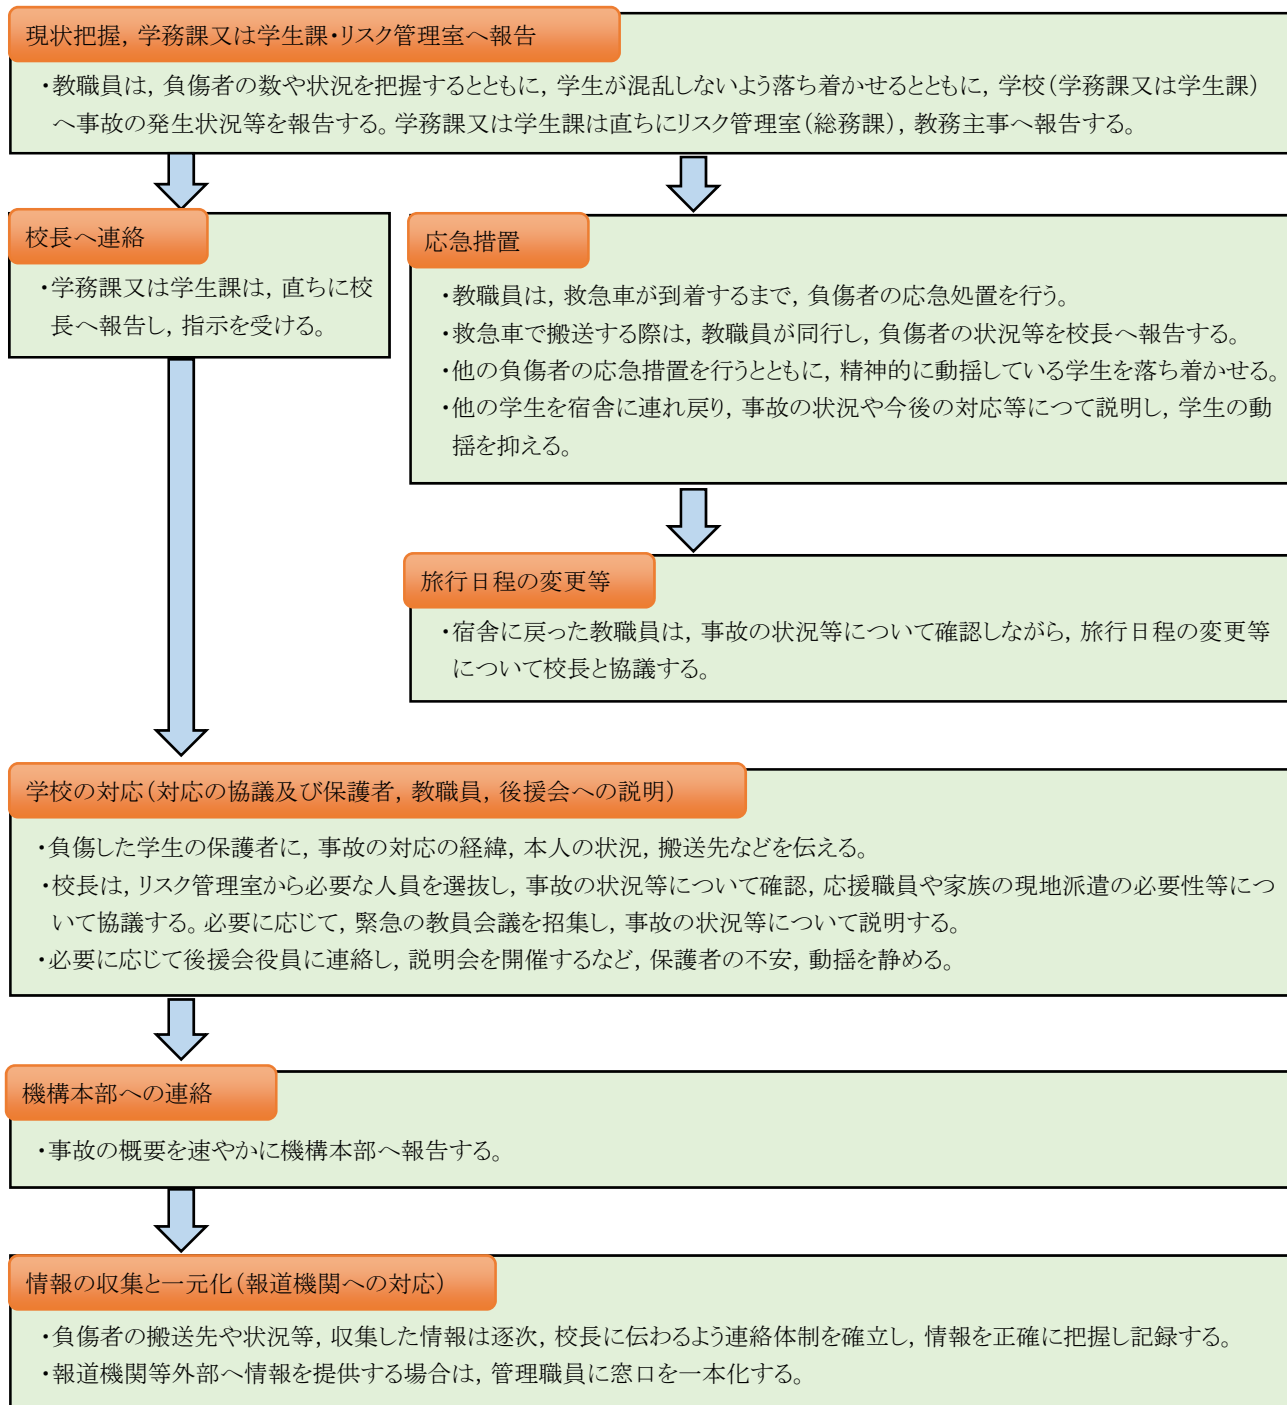 現状把握，学務課又は学生課・リスク管理室へ報告
・教職員は，負傷者の数や状況を把握するとともに，学生が混乱しないよう落ち着かせるとともに，学校（学務課又は学生課）
へ事故の発生状況等を報告する。学務課又は学生課は直ちにリスク管理室（総務課），教務主事へ報告する。
校長へ連絡
・学務課又は学生課は，直ちに校
長へ報告し，指示を受ける。
応急措置
・教職員は，救急車が到着するまで，負傷者の応急処置を行う。
・救急車で搬送する際は，教職員が同行し，負傷者の状況等を校長へ報告する。
・他の負傷者の応急措置を行うとともに，精神的に動揺している学生を落ち着かせる。
・他の学生を宿舎に連れ戻り，事故の状況や今後の対応等につて説明し，学生の動
揺を抑える。
旅行日程の変更等
・宿舎に戻った教職員は，事故の状況等について確認しながら，旅行日程の変更等
について校長と協議する。
学校の対応（対応の協議及び保護者，教職員，後援会への説明）
・負傷した学生の保護者に，事故の対応の経緯，本人の状況，搬送先などを伝える。
・校長は，リスク管理室から必要な人員を選抜し，事故の状況等について確認，応援職員や家族の現地派遣の必要性等につ
いて協議する。必要に応じて，緊急の教員会議を招集し，事故の状況等について説明する。
・必要に応じて後援会役員に連絡し，説明会を開催するなど，保護者の不安，動揺を静める。
機構本部への連絡
・事故の概要を速やかに機構本部へ報告する。
情報の収集と一元化（報道機関への対応）
・負傷者の搬送先や状況等，収集した情報は逐次，校長に伝わるよう連絡体制を確立し，情報を正確に把握し記録する。
・報道機関等外部へ情報を提供する場合は，管理職員に窓口を一本化する。